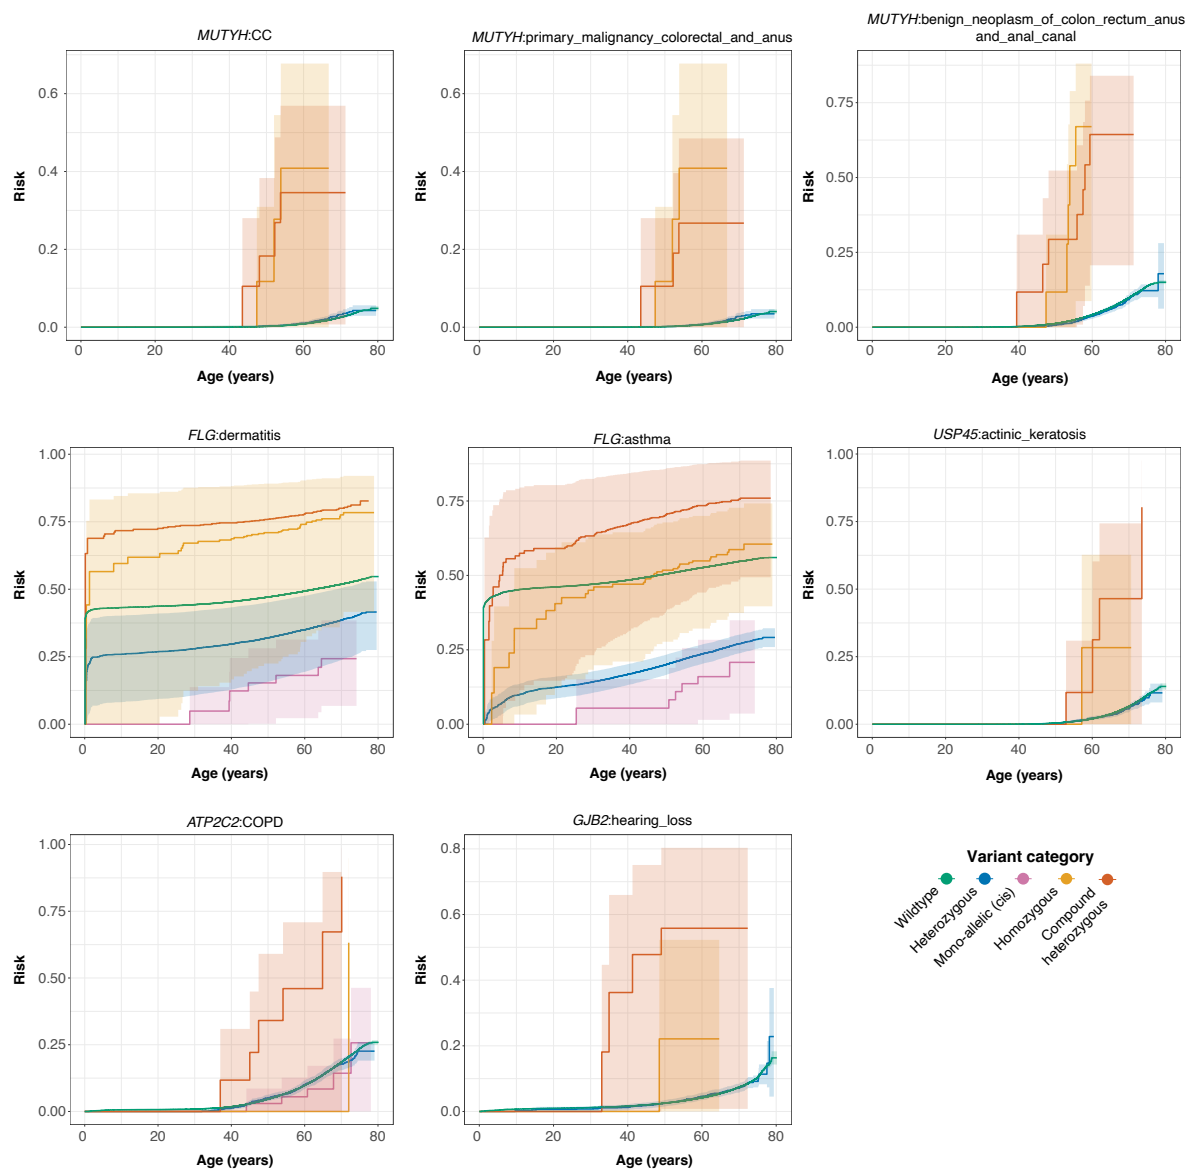 MUTYH:CC
0.6
0.4
0.2
0.0
Risk
0 20 40 60 80
Age (years)
MUTYH:primary_malignancy_colorectal_and_anus
0.6
0.4
0.2
0.0
Risk
0 20 40 60 80
Age (years)
MUTYH:benign_neoplasm_of_colon_rectum_anus
and_anal_canal
0.75
0.50
0.25
0.00
Risk
0 20 40 60 80
Age (years)
FLG:dermatitis
1.00
0.75
0.50
0.25
0.00
Risk
0 20 40 60 80
Age (years)
FLG:asthma
0.75
0.50
0.25
0.00
Risk
0 20 40 60 80
Age (years)
USP45:actinic_keratosis
1.00
0.75
0.50
0.25
0.00
Risk
0 20 40 60 80
Age (years)
ATP2C2:COPD
1.00
0.75
0.50
0.25
0.00
Risk
0 20 40 60 80
Age (years)
GJB2:hearing_loss
0.8
0.6
0.4
0.2
0.0
Risk
0 20 40 60 80
Age (years)
Variant category
Wildtype
Heterozygous
Mono-allelic (cis)
Homozygous
Compound
heterozygous